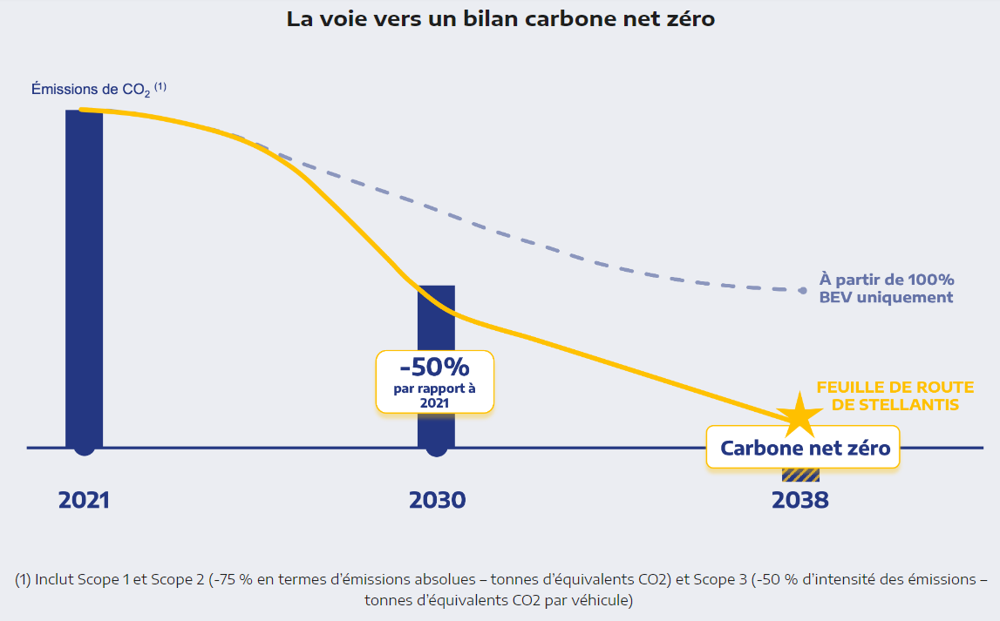 La voie vers un bilan carbone net zéro
Émissions de CO₂ ⁽¹⁾
À partir de 100%
BEV uniquement
-50%
par rapport à
2021
FEUILLE DE ROUTE
DE STELLANTIS
Carbone net zéro
2021
2030
2038
(1) Inclut Scope 1 et Scope 2 (-75 % en termes d’émissions absolues – tonnes d’équivalents CO2) et Scope 3 (-50 % d’intensité des émissions –
tonnes d’équivalents CO2 par véhicule)